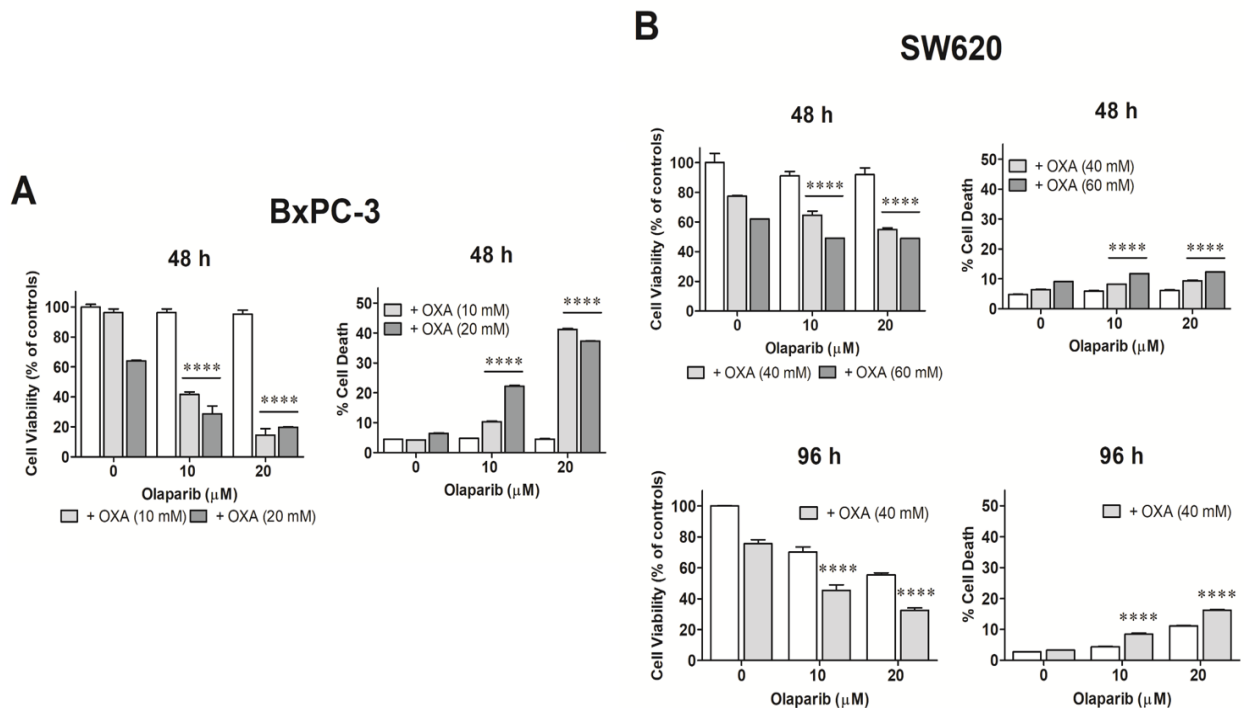 A
BxPC-3
48 h
Cell Viability (% of controls)
100
80
60
40
20
0
****
****
0 10 20
Olaparib (μM)
+ OXA (10 mM) + OXA (20 mM)
48 h
% Cell Death
50
40
30
20
10
0
+ OXA (10 mM)
+ OXA (20 mM)
****
****
0 10 20
Olaparib (μM)
B
SW620
48 h
Cell Viability (% of controls)
100
80
60
40
20
0
****
****
0 10 20
Olaparib (μM)
+ OXA (40 mM) + OXA (60 mM)
48 h
% Cell Death
50
40
30
20
10
0
+ OXA (40 mM)
+ OXA (60 mM)
****
****
0 10 20
Olaparib (μM)
96 h
Cell Viability (% of controls)
100
80
60
40
20
0
+ OXA (40 mM)
****
****
0 10 20
Olaparib (μM)
96 h
% Cell Death
50
40
30
20
10
0
+ OXA (40 mM)
****
****
0 10 20
Olaparib (μM)